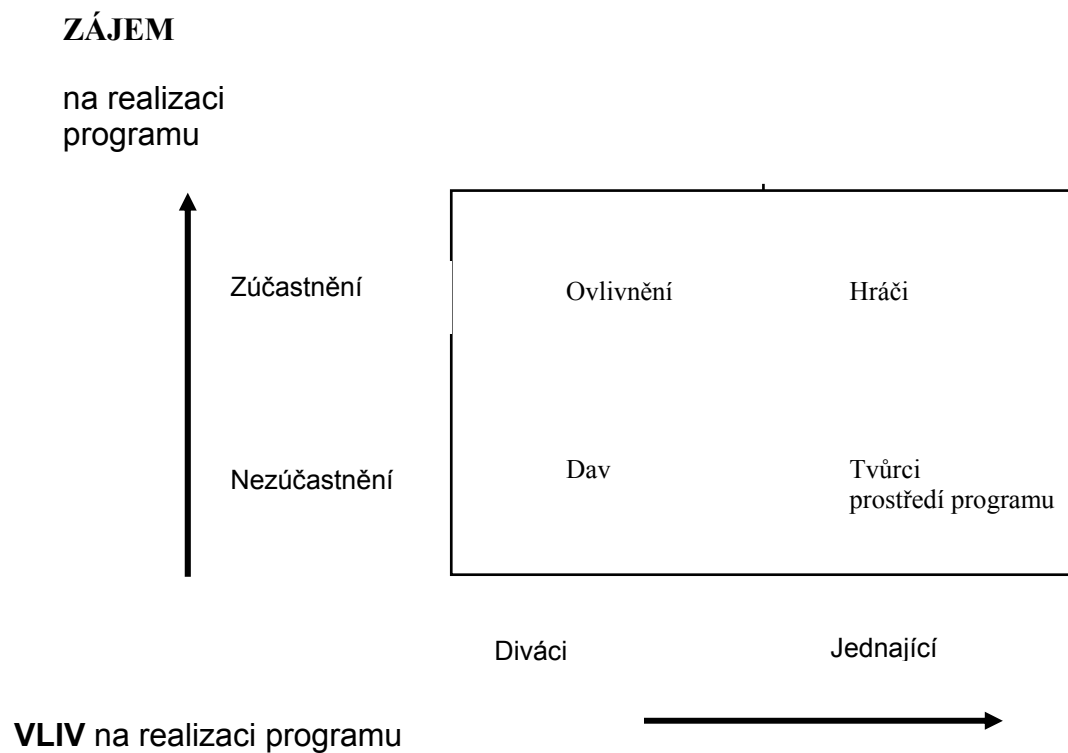 ZÁJEM
na realizaci
programu
Zúčastnění
Ovlivnění
Hráči
Nezúčastnění
Dav
Tvůrci
prostředí programu
Diváci
Jednající
VLIV na realizaci programu